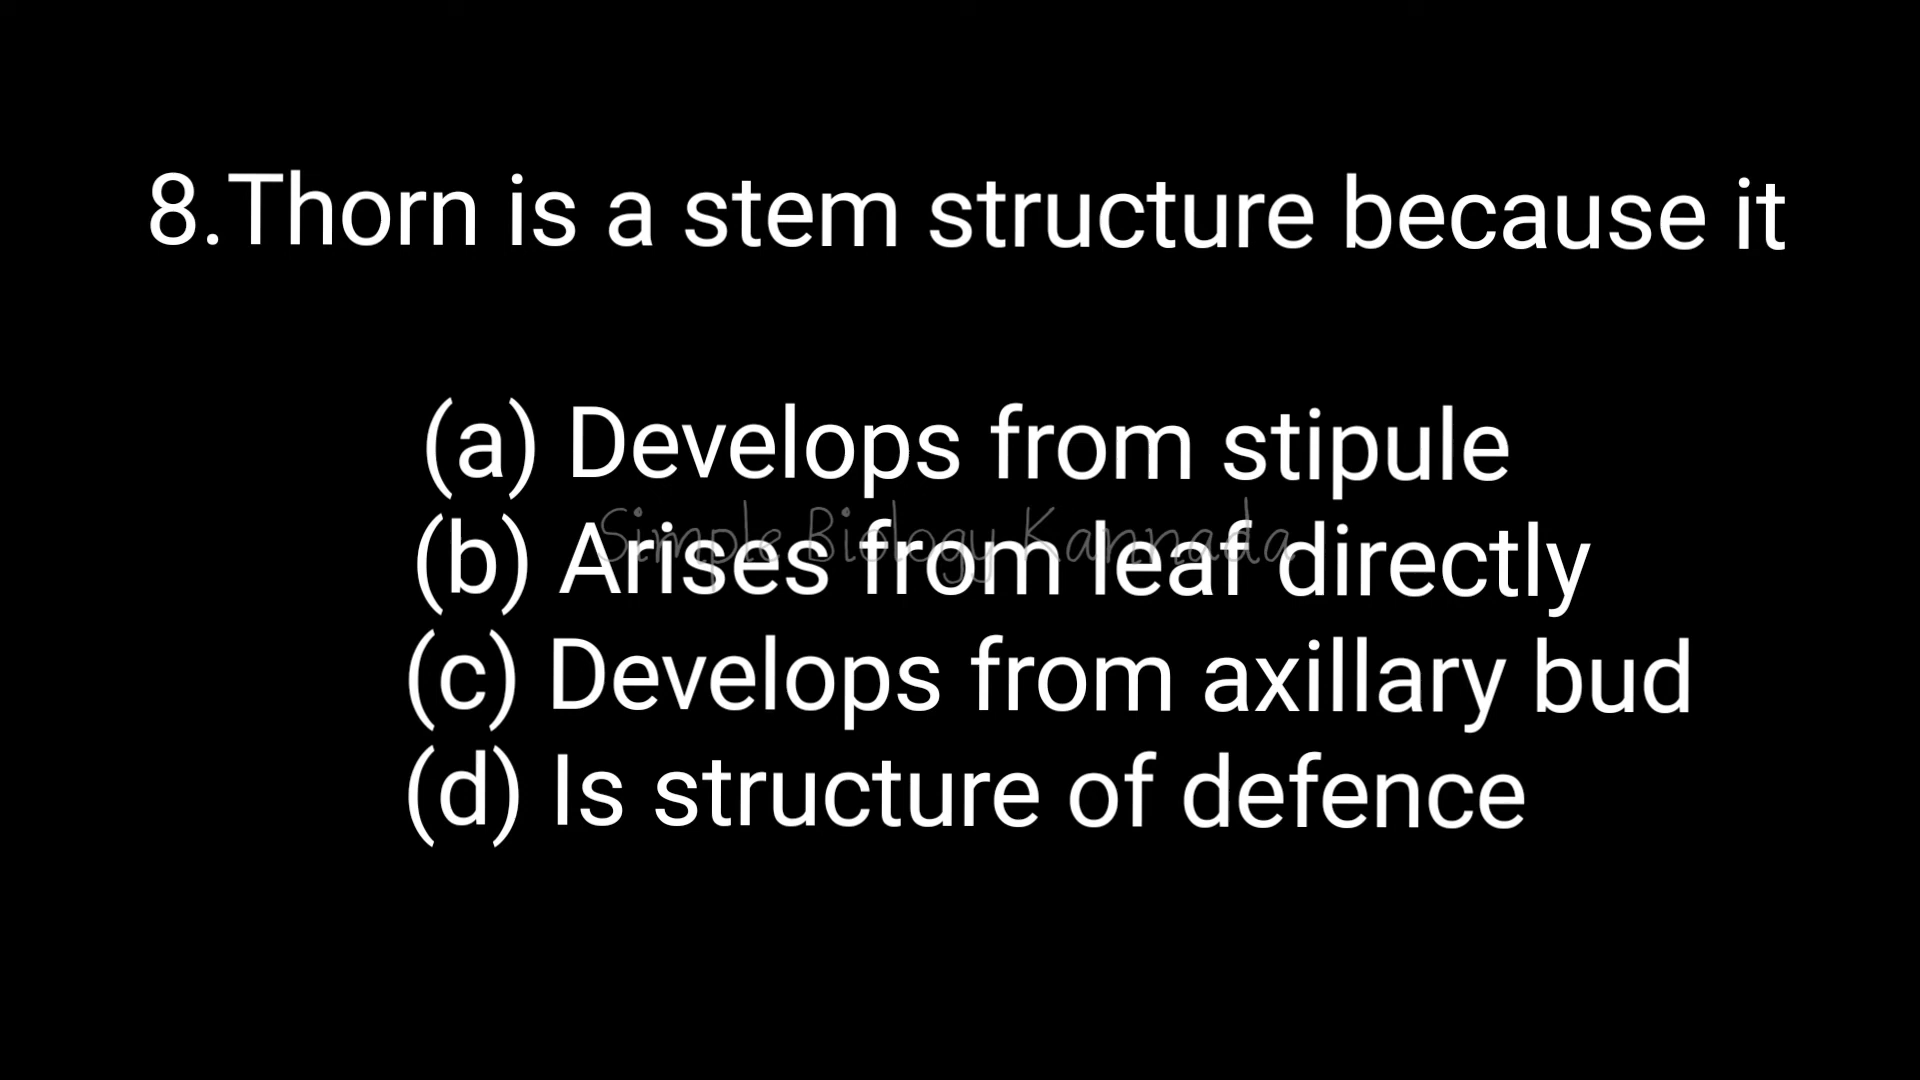 8.Thorn is a stem structure because it
(a) Develops from stipule
Simple Biology Kannada
(b) Arises from leaf directly
(c) Develops from axillary bud
(d) Is structure of defence